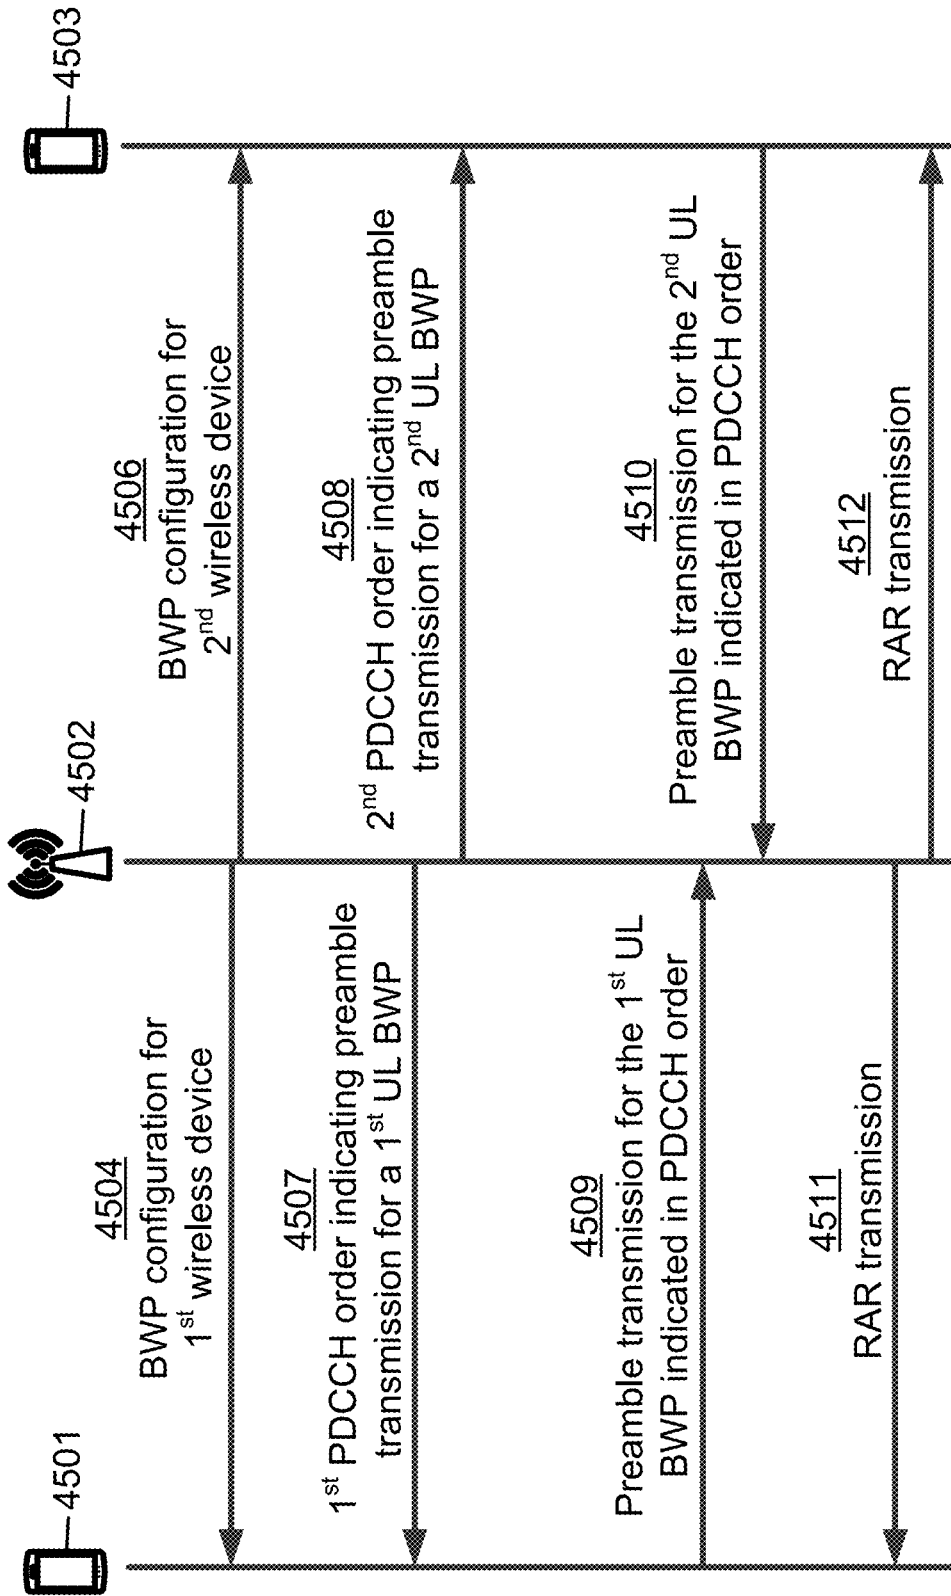 4501
4502
4503
4504
BWP configuration for
1st wireless device
4506
BWP configuration for
2nd wireless device
4507
1st PDCCH order indicating preamble
transmission for a 1st UL BWP
4508
2nd PDCCH order indicating preamble
transmission for a 2nd UL BWP
4509
Preamble transmission for the 1st UL
BWP indicated in PDCCH order
4510
Preamble transmission for the 2nd UL
BWP indicated in PDCCH order
4511
RAR transmission
4512
RAR transmission